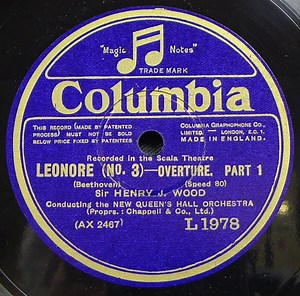 "Magic Notes"
TRADE MARK
Columbia
THIS RECORD (MADE BY PATENTED
PROCESS) MUST NOT BE SOLD
BELOW PRICE FIXED BY PATENTEES
COLUMBIA GRAPHOPHONE CO.,
LIMITED. — LONDON, E.C. 1.
MADE IN ENGLAND.
Recorded in the Scala Theatre
LEONORE (NO. 3)—OVERTURE. PART 1
(Beethoven) (Speed 80)
Sir HENRY J. WOOD
Conducting the NEW QUEEN'S HALL ORCHESTRA
(Proprs.: Chappell & Co., Ltd.)
(AX 2467) L 1978